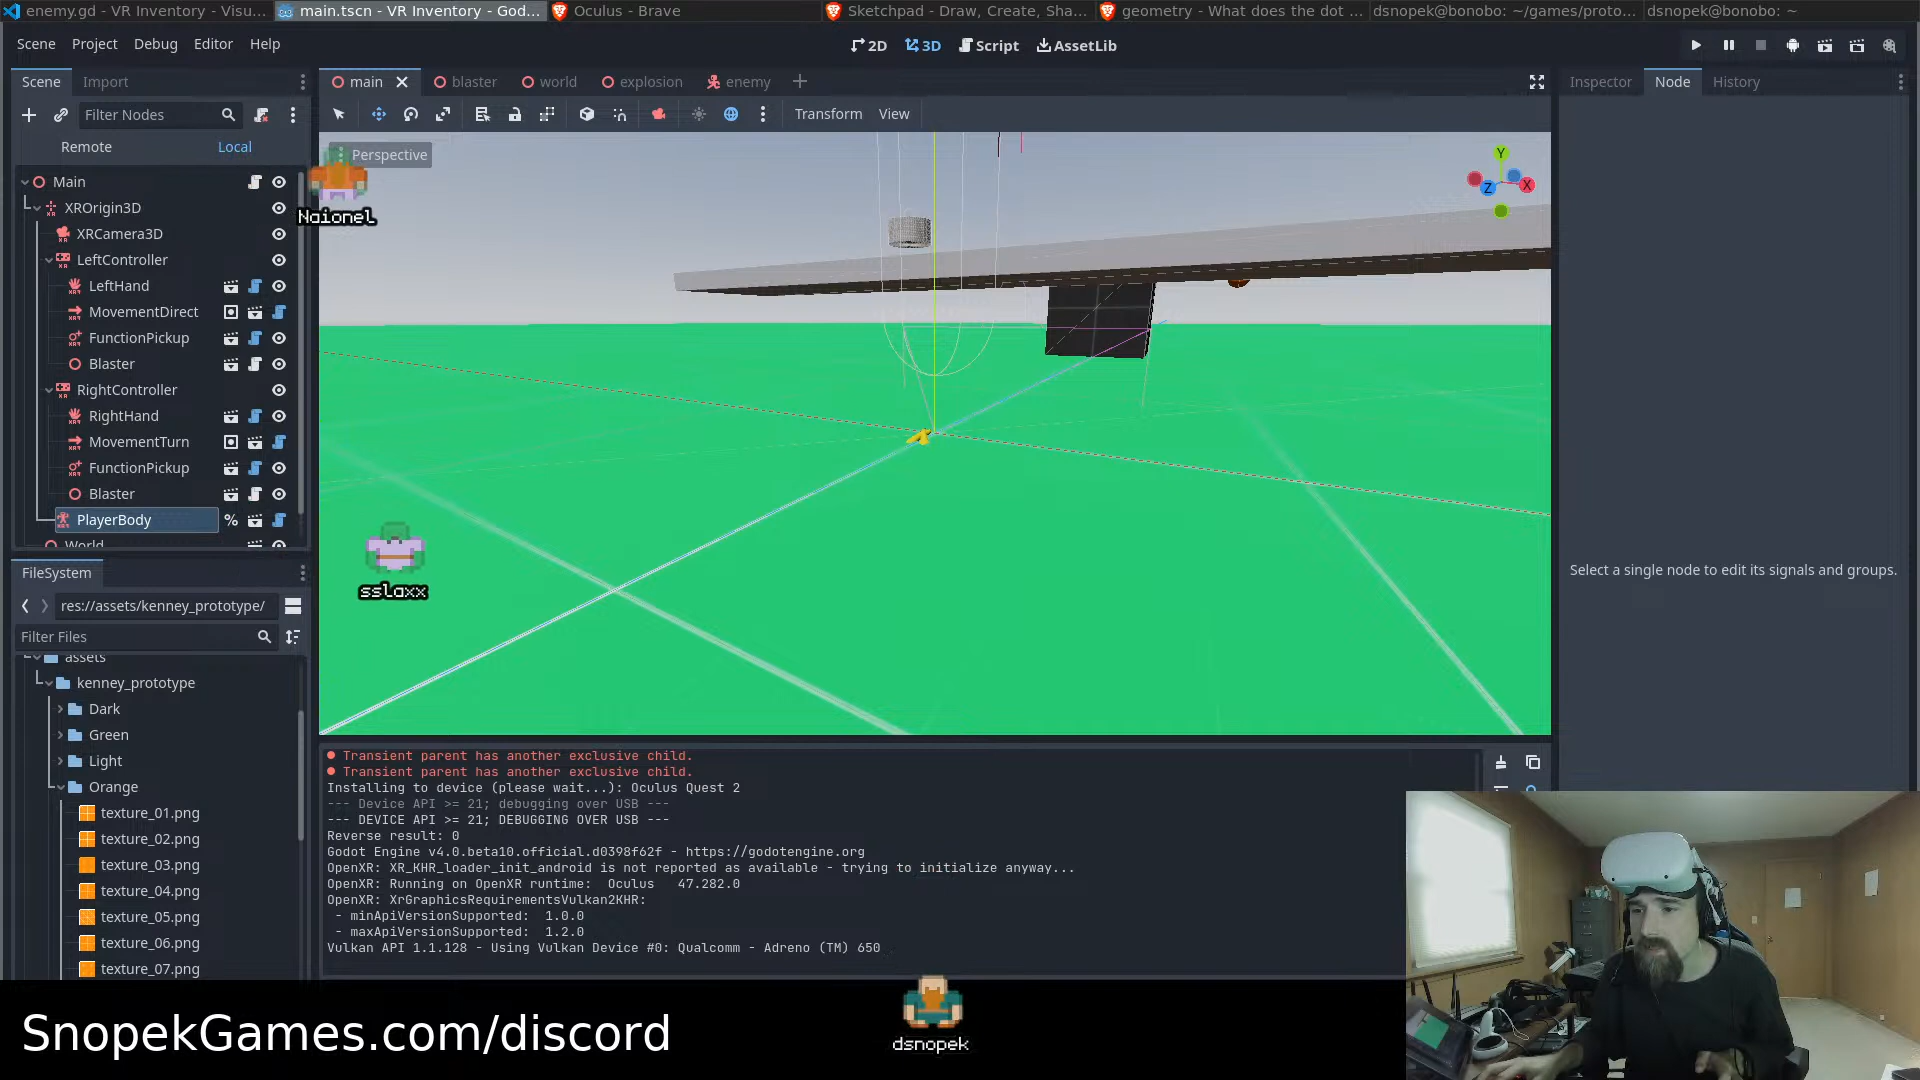 enemy.gd - VR Inventory - Visu...
main.tscn - VR Inventory - God...
Oculus - Brave
Sketchpad - Draw, Create, Sha...
geometry - What does the dot ...
dsnopek@bonobo: ~/games/proto...
dsnopek@bonobo: ~
Scene Project Debug Editor Help
2D 3D Script AssetLib
Scene Import
main blaster world explosion enemy
Inspector Node History
Filter Nodes
Transform View
Remote Local
Perspective
Y
X
Z
Main
XROrigin3D
Naionel
XRCamera3D
LeftController
LeftHand
MovementDirect
FunctionPickup
Blaster
RightController
RightHand
MovementTurn
FunctionPickup
Blaster
PlayerBody %
World
sslaxx
Select a single node to edit its signals and groups.
FileSystem
res://assets/kenney_prototype/
Filter Files
assets
kenney_prototype
Dark
Green
Light
Orange
texture_01.png
texture_02.png
texture_03.png
texture_04.png
texture_05.png
texture_06.png
texture_07.png
Transient parent has another exclusive child.
Transient parent has another exclusive child.
Installing to device (please wait...): Oculus Quest 2
--- Device API >= 21; debugging over USB ---
--- DEVICE API >= 21; DEBUGGING OVER USB ---
Reverse result: 0
Godot Engine v4.0.beta10.official.d0398f62f - https://godotengine.org
OpenXR: XR_KHR_loader_init_android is not reported as available - trying to initialize anyway...
OpenXR: Running on OpenXR runtime:  Oculus   47.282.0
OpenXR: XrGraphicsRequirementsVulkan2KHR:
 - minApiVersionSupported:  1.0.0
 - maxApiVersionSupported:  1.2.0
Vulkan API 1.1.128 - Using Vulkan Device #0: Qualcomm - Adreno (TM) 650
SnopekGames.com/discord
dsnopek